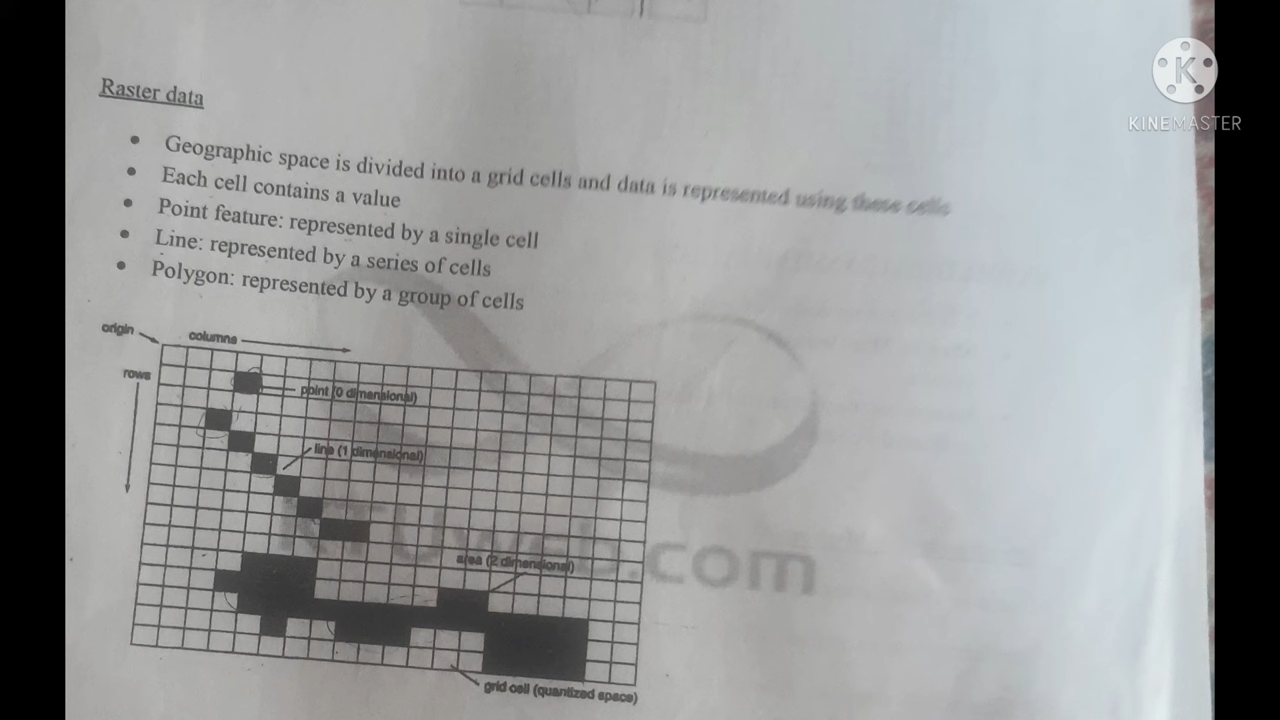 KINEMASTER
Raster data
• Geographic space is divided into a grid cells and data is represented using these cells
• Each cell contains a value
• Point feature: represented by a single cell
• Line: represented by a series of cells
• Polygon: represented by a group of cells
origin
columns
rows
point (0 dimensional)
line (1 dimensional)
area (2 dimensional)
KTUweb.com
grid cell (quantized space)